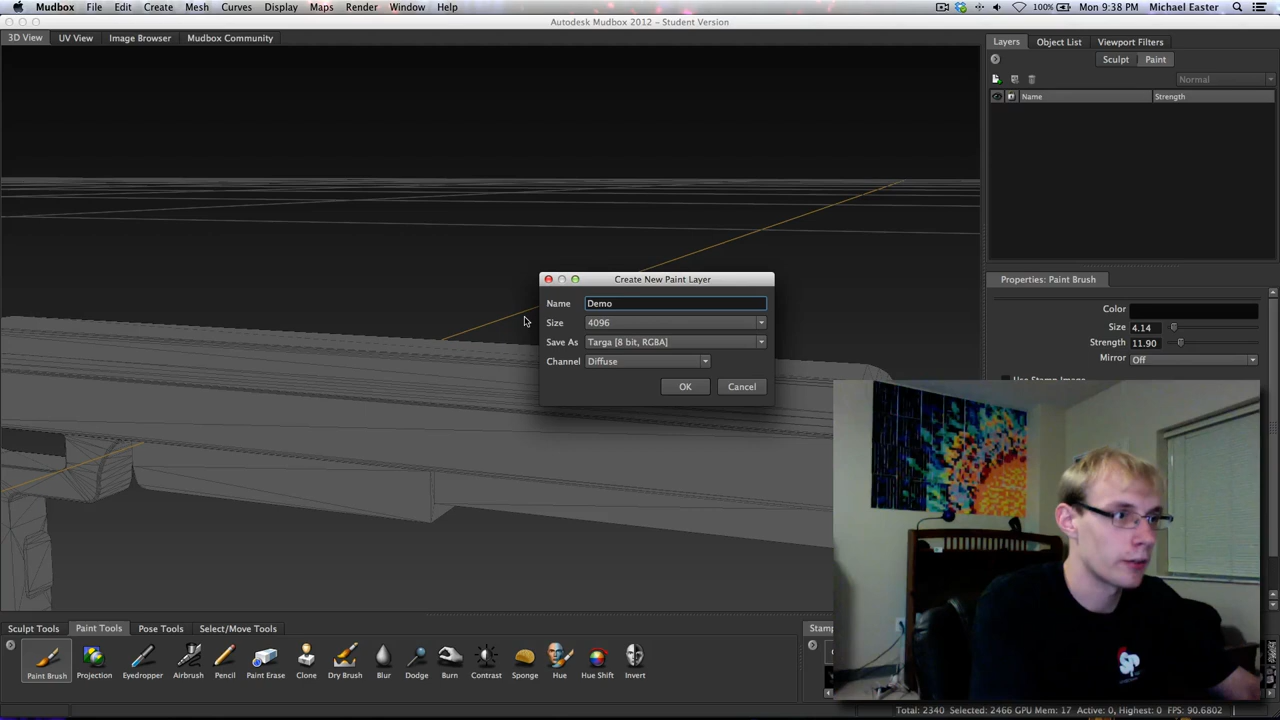 Mudbox File Edit Create Mesh Curves Display Maps Render Window Help 100% Mon 9:38 PM Michael Easter
Autodesk Mudbox 2012 – Student Version
3D View UV View Image Browser Mudbox Community
Layers Object List Viewport Filters
Sculpt Paint
Normal
Name Strength
Create New Paint Layer
Name Demo
Size 4096
Save As Targa [8 bit, RGBA]
Channel Diffuse
OK Cancel
Properties: Paint Brush
Color
Size 4.14
Strength 11.90
Mirror Off
Use Stamp Image
Sculpt Tools Paint Tools Pose Tools Select/Move Tools
Stamp
Paint Brush Projection Eyedropper Airbrush Pencil Paint Erase Clone Dry Brush Blur Dodge Burn Contrast Sponge Hue Hue Shift Invert
Total: 2340 Selected: 2466 GPU Mem: 17 Active: 0, Highest: 0 FPS: 90.6802